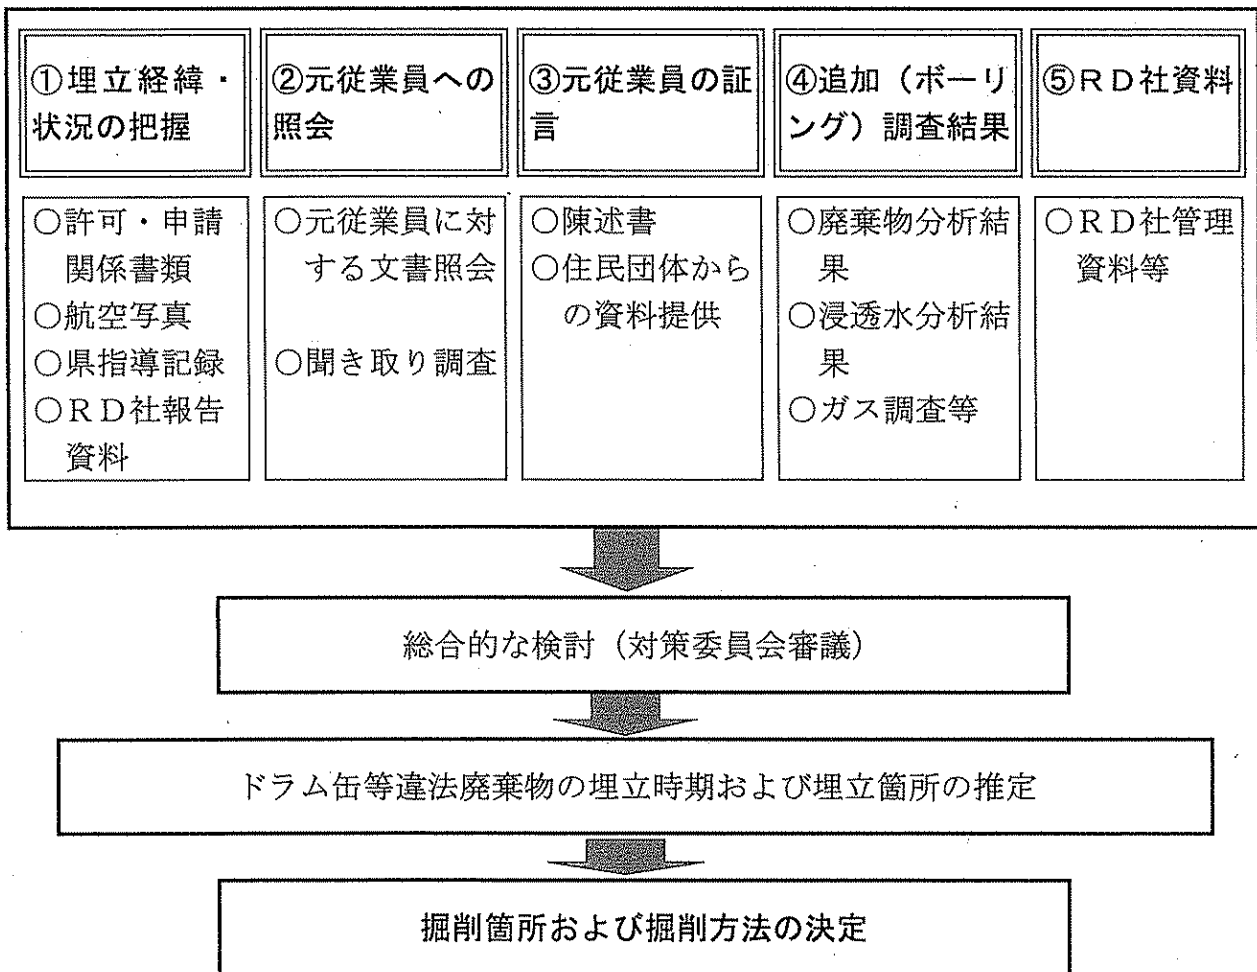 ①埋立経緯・
状況の把握
○許可・申請
関係書類
○航空写真
○県指導記録
○ＲＤ社報告
資料
②元従業員への
照会
○元従業員に対
する文書照会
○聞き取り調査
③元従業員の証
言
○陳述書
○住民団体から
の資料提供
④追加（ボーリ
ング）調査結果
○廃棄物分析結
果
○浸透水分析結
果
○ガス調査等
⑤ＲＤ社資料
○ＲＤ社管理
資料等
総合的な検討（対策委員会審議）
ドラム缶等違法廃棄物の埋立時期および埋立箇所の推定
掘削箇所および掘削方法の決定